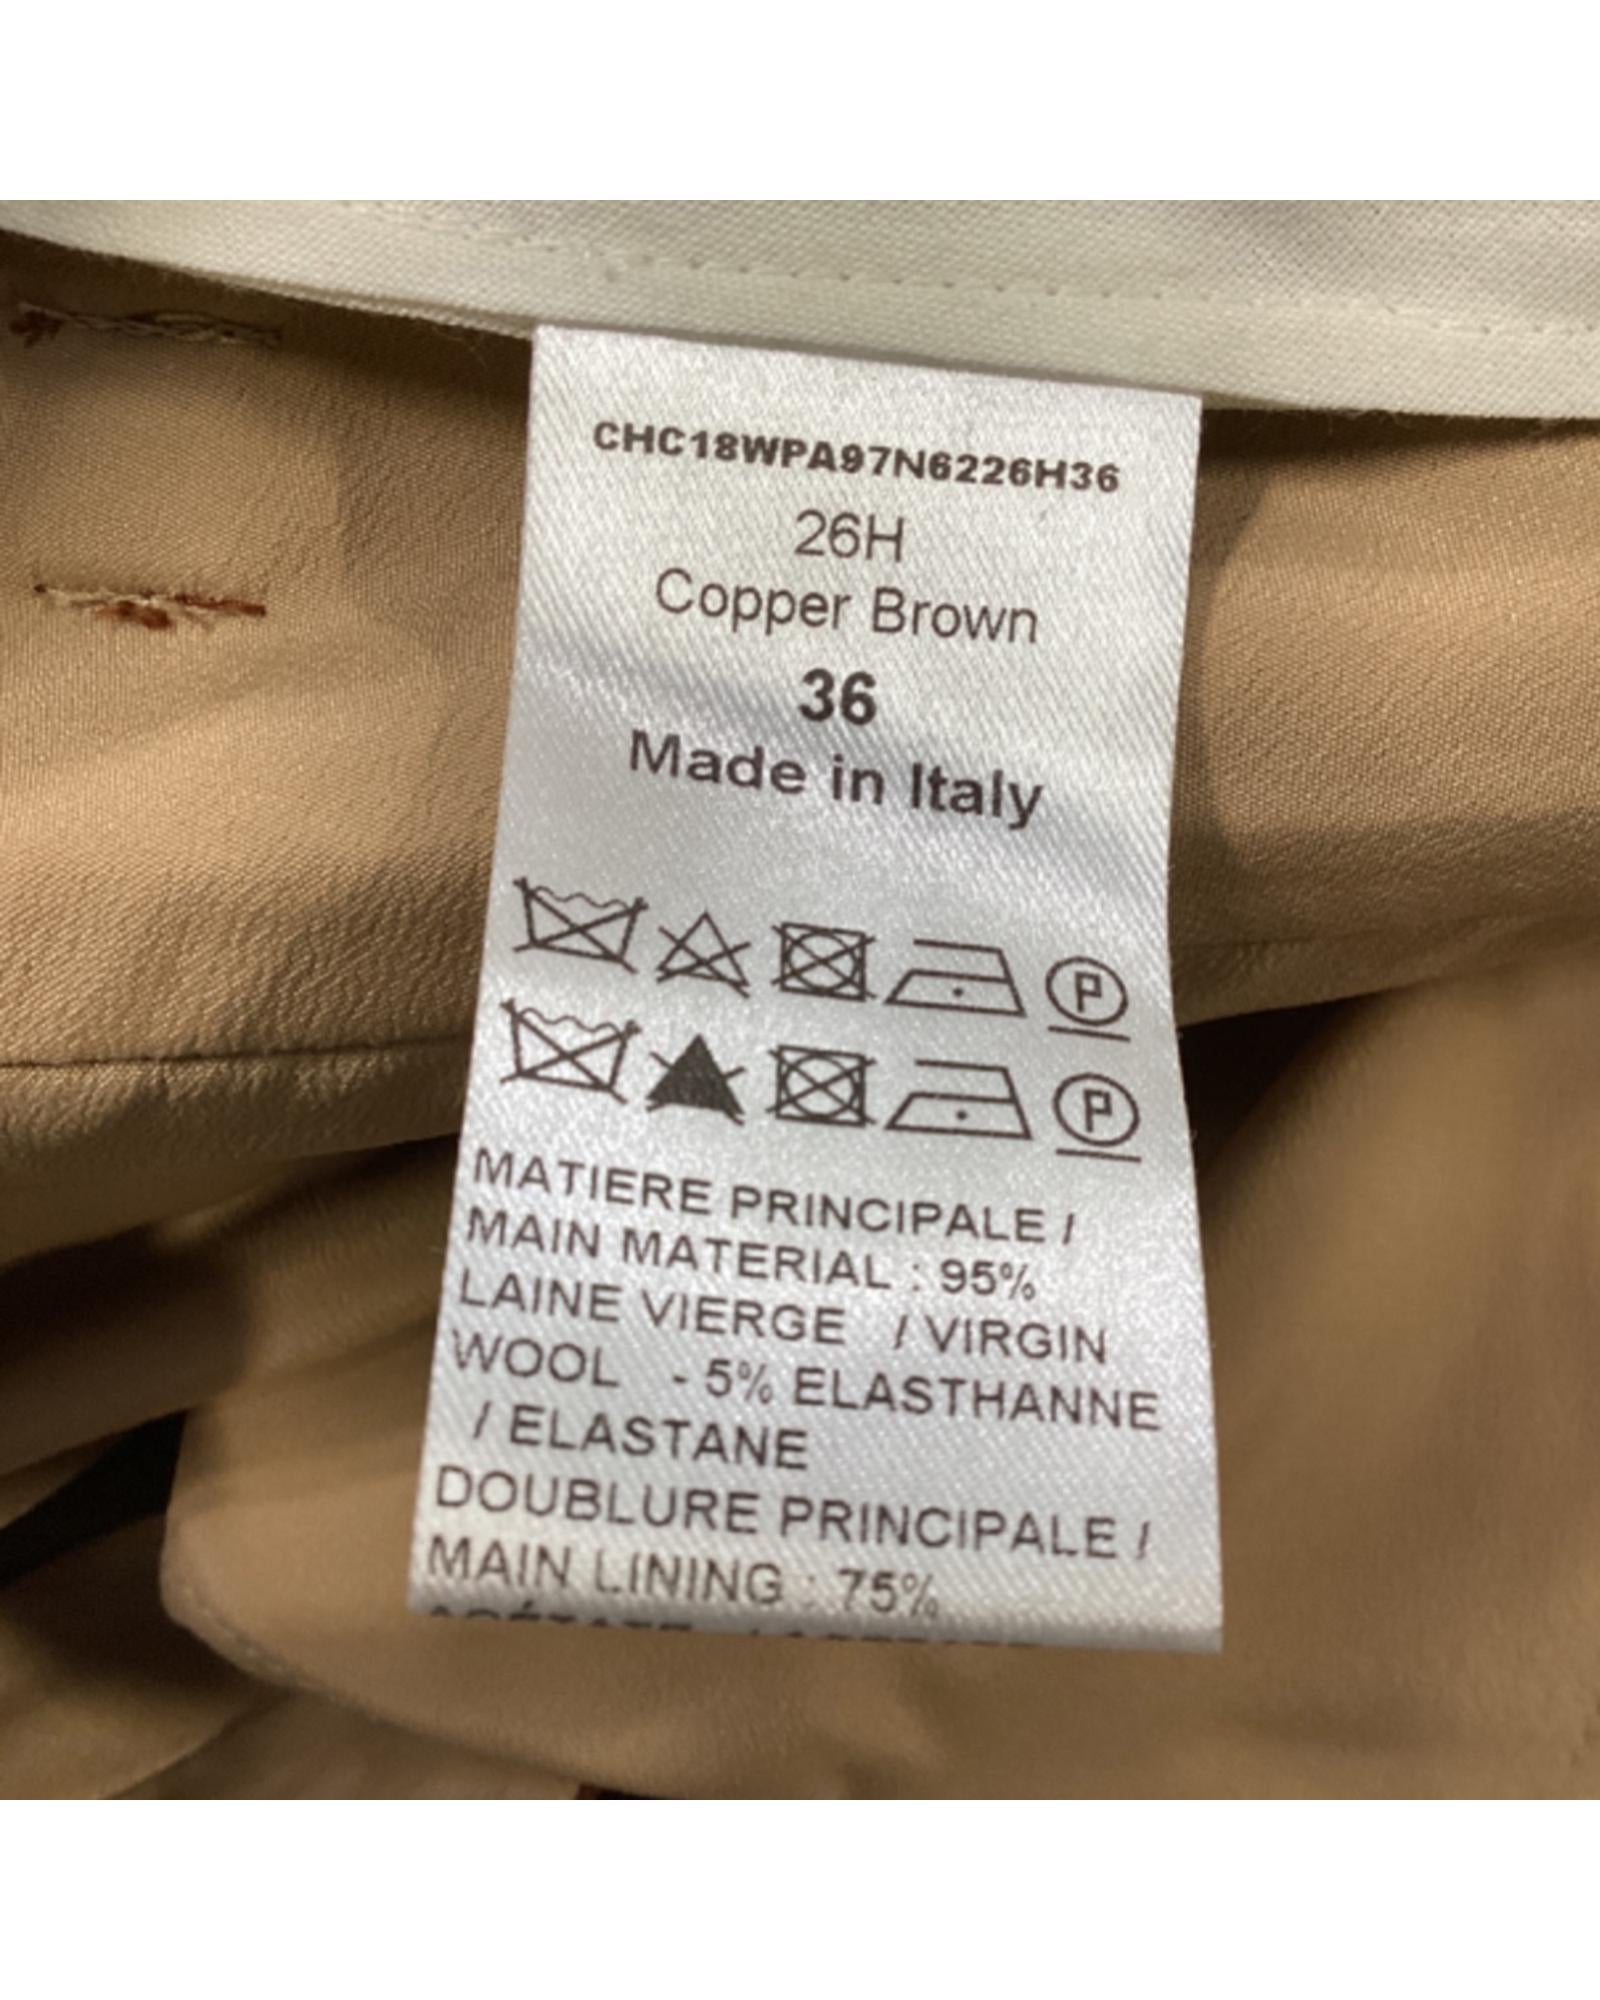 CHC18WPA97N6226H36
26H
Copper Brown
36
Made in Italy
P
P
MATIERE PRINCIPALE /
MAIN MATERIAL : 95%
LAINE VIERGE / VIRGIN
WOOL - 5% ELASTHANNE
/ ELASTANE
DOUBLURE PRINCIPALE /
MAIN LINING : 75%